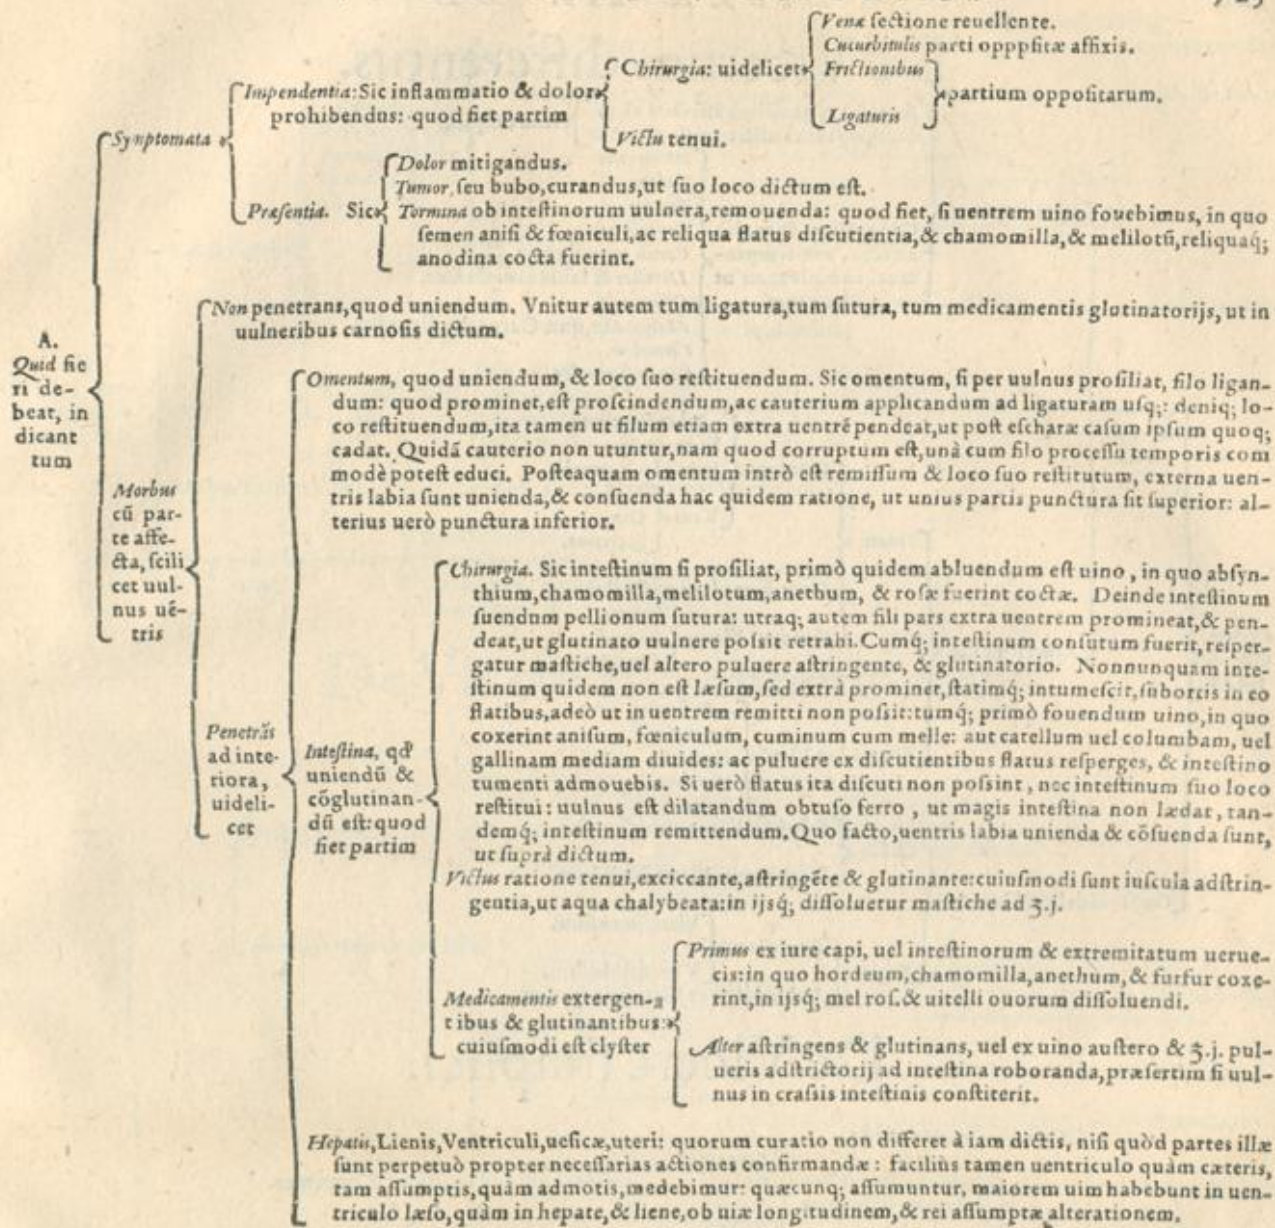 Venæ sectione reuellente.
Cucurbitulis parti opppsitæ affixis.
Chirurgia: uidelicet
Frictionibus
partium oppositarum.
Ligaturis
Impendentia: Sic inflammatio & dolor
prohibendus: quod fiet partim
Victu tenui.
Symptomata
Dolor mitigandus.
Tumor, seu bubo, curandus, ut suo loco dictum est.
Præsentia. Sic
Tormina ob intestinorum uulnera, remouenda: quod fiet, si uentrem uino fouebimus, in quo
semen anisi & fœniculi, ac reliqua flatus discutientia, & chamomilla, & melilotũ, reliquaq́;
anodina cocta fuerint.
A.
Quid fie
ri de-
beat, in
dicant
tum
Non penetrans, quod uniendum. Vnitur autem tum ligatura, tum sutura, tum medicamentis glutinatorijs, ut in
uulneribus carnosis dictum.
Morbus
cũ par-
te affe-
cta, scili
cet uul-
nus uẽ-
tris
Omentum, quod uniendum, & loco suo restituendum. Sic omentum, si per uulnus prosiliat, filo ligan-
dum: quod prominet, est proscindendum, ac cauterium applicandum ad ligaturam usq;: deniq; lo-
co restituendum, ita tamen ut filum etiam extra uentrẽ pendeat, ut post escharæ casum ipsum quoq;
cadat. Quidã cauterio non utuntur, nam quod corruptum est, unà cum filo processu temporis com
modè potest educi. Posteaquam omentum intrò est remissum & loco suo restitutum, externa uen-
tris labia sunt unienda, & consuenda hac quidem ratione, ut unius partis punctura sit superior: al-
terius uerò punctura inferior.
Penetrãs
ad inte-
riora,
uideli-
cet
Intestina, qđ
uniendũ &
cõglutinan-
dũ est: quod
fiet partim
Chirurgia. Sic intestinum si prosiliat, primò quidem abluendum est uino, in quo absyn-
thium, chamomilla, melilotum, anethum, & rosæ fuerint coctæ. Deinde intestinum
suendum pellionum sutura: utraq; autem fili pars extra uentrem promineat, & pen-
deat, ut glutinato uulnere possit retrahi. Cumq́; intestinum consutum fuerit, resper-
gatur mastiche, uel altero puluere astringente, & glutinatorio. Nonnunquam inte-
stinum quidem non est læsum, sed extrà prominet, statimq́; intumescit, subortis in eo
flatibus, adeò ut in uentrem remitti non possit: tumq́; primò fouendum uino, in quo
coxerint anisum, fœniculum, cuminum cum melle: aut catellum uel columbam, uel
gallinam mediam diuides: ac puluere ex discutientibus flatus resperges, & intestino
tumenti admouebis. Si uerò flatus ita discuti non possint, nec intestinum suo loco
restitui: uulnus est dilatandum obtuso ferro, ut magis intestina non lædat, tan-
demq́; intestinum remittendum. Quo facto, uentris labia unienda & cõsuenda sunt,
ut suprà dictum.
Victus ratione tenui, exciccante, astringẽte & glutinante: cuiusmodi sunt iuscula adstrin-
gentia, ut aqua chalybeata: in ijsq́; dissoluetur mastiche ad ʒ.j.
Medicamentis extergen-
tibus & glutinantibus:
cuiusmodi est clyster
Primus ex iure capi, uel intestinorum & extremitatum uerue-
cis: in quo hordeum, chamomilla, anethum, & furfur coxe-
rint, in ijsq́; mel ros. & uitelli ouorum dissoluendi.
Alter astringens & glutinans, uel ex uino austero & ʒ.j. pul-
ueris adstrictorij ad intestina roboranda, præsertim si uul-
nus in crassis intestinis constiterit.
Hepatis, Lienis, Ventriculi, uesicæ, uteri: quorum curatio non differet à iam dictis, nisi quòd partes illæ
sunt perpetuò propter necessarias actiones confirmandæ: facilius tamen uentriculo quàm cæteris,
tam assumptis, quàm admotis, medebimur: quæcunq; assumuntur, maiorem uim habebunt in uen-
triculo læso, quàm in hepate, & liene, ob uiæ longitudinem, & rei assumptæ alterationem.